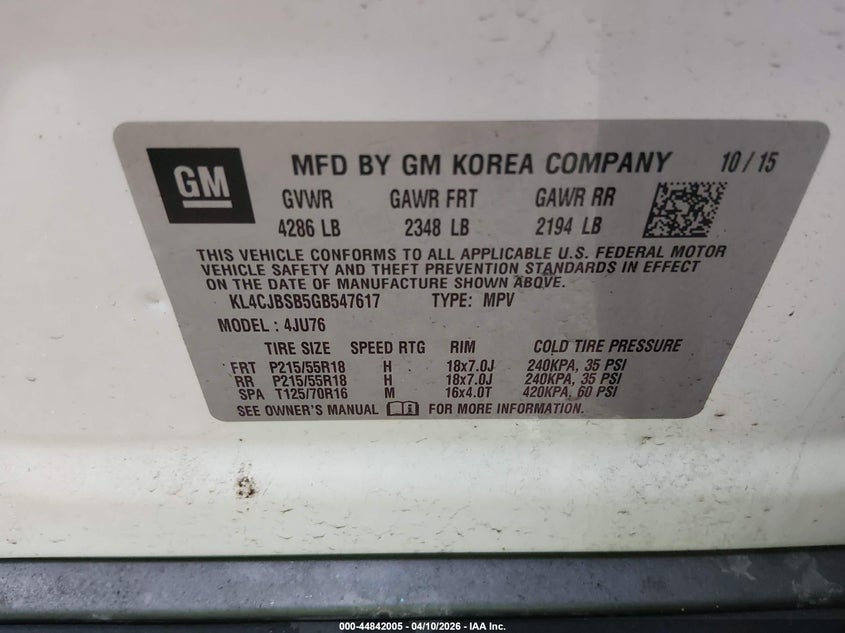 GM MFD BY GM KOREA COMPANY 10 / 15
GVWR GAWR FRT GAWR RR
4286 LB 2348 LB 2194 LB
THIS VEHICLE CONFORMS TO ALL APPLICABLE U.S. FEDERAL MOTOR
VEHICLE SAFETY AND THEFT PREVENTION STANDARDS IN EFFECT
ON THE DATE OF MANUFACTURE SHOWN ABOVE.
KL4CJBSB5GB547617 TYPE: MPV
MODEL : 4JU76
TIRE SIZE SPEED RTG RIM COLD TIRE PRESSURE
FRT P215/55R18 H 18x7.0J 240KPA, 35 PSI
RR P215/55R18 H 18x7.0J 240KPA, 35 PSI
SPA T125/70R16 M 16x4.0T 420KPA, 60 PSI
SEE OWNER'S MANUAL i FOR MORE INFORMATION.
000-44842005 - 04/10/2026 - IAA Inc.